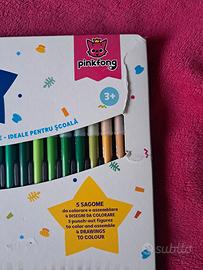 pinkfong
3+
E - IDEALE PENTRU ȘCOALĂ
5 SAGOME
da colorare e assemblare
4 DISEGNI DA COLORARE
5 punch-out figures
to color and assemble
4 DRAWINGS
TO COLOUR
subito